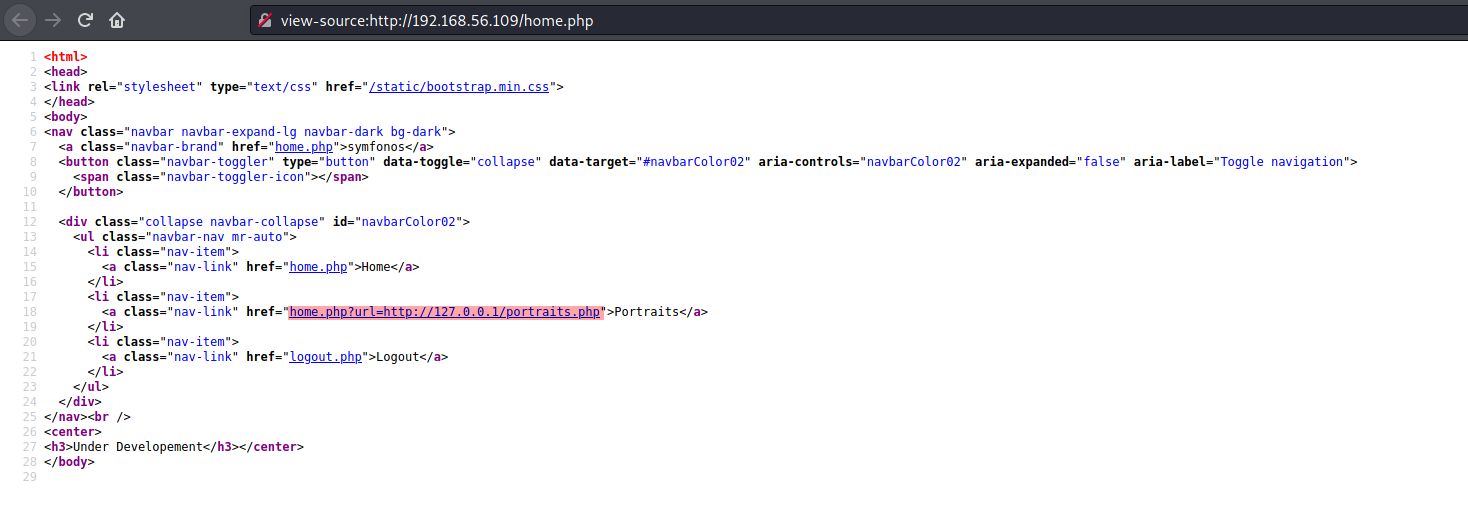 view-source:http://192.168.56.109/home.php
1 <html>
2 <head>
3 <link rel="stylesheet" type="text/css" href="/static/bootstrap.min.css">
4 </head>
5 <body>
6 <nav class="navbar navbar-expand-lg navbar-dark bg-dark">
7   <a class="navbar-brand" href="home.php">symfonos</a>
8   <button class="navbar-toggler" type="button" data-toggle="collapse" data-target="#navbarColor02" aria-controls="navbarColor02" aria-expanded="false" aria-label="Toggle navigation">
9     <span class="navbar-toggler-icon"></span>
10   </button>
11
12   <div class="collapse navbar-collapse" id="navbarColor02">
13     <ul class="navbar-nav mr-auto">
14       <li class="nav-item">
15         <a class="nav-link" href="home.php">Home</a>
16       </li>
17       <li class="nav-item">
18         <a class="nav-link" href="home.php?url=http://127.0.0.1/portraits.php">Portraits</a>
19       </li>
20       <li class="nav-item">
21         <a class="nav-link" href="logout.php">Logout</a>
22       </li>
23     </ul>
24   </div>
25 </nav><br />
26 <center>
27 <h3>Under Developement</h3></center>
28 </body>
29